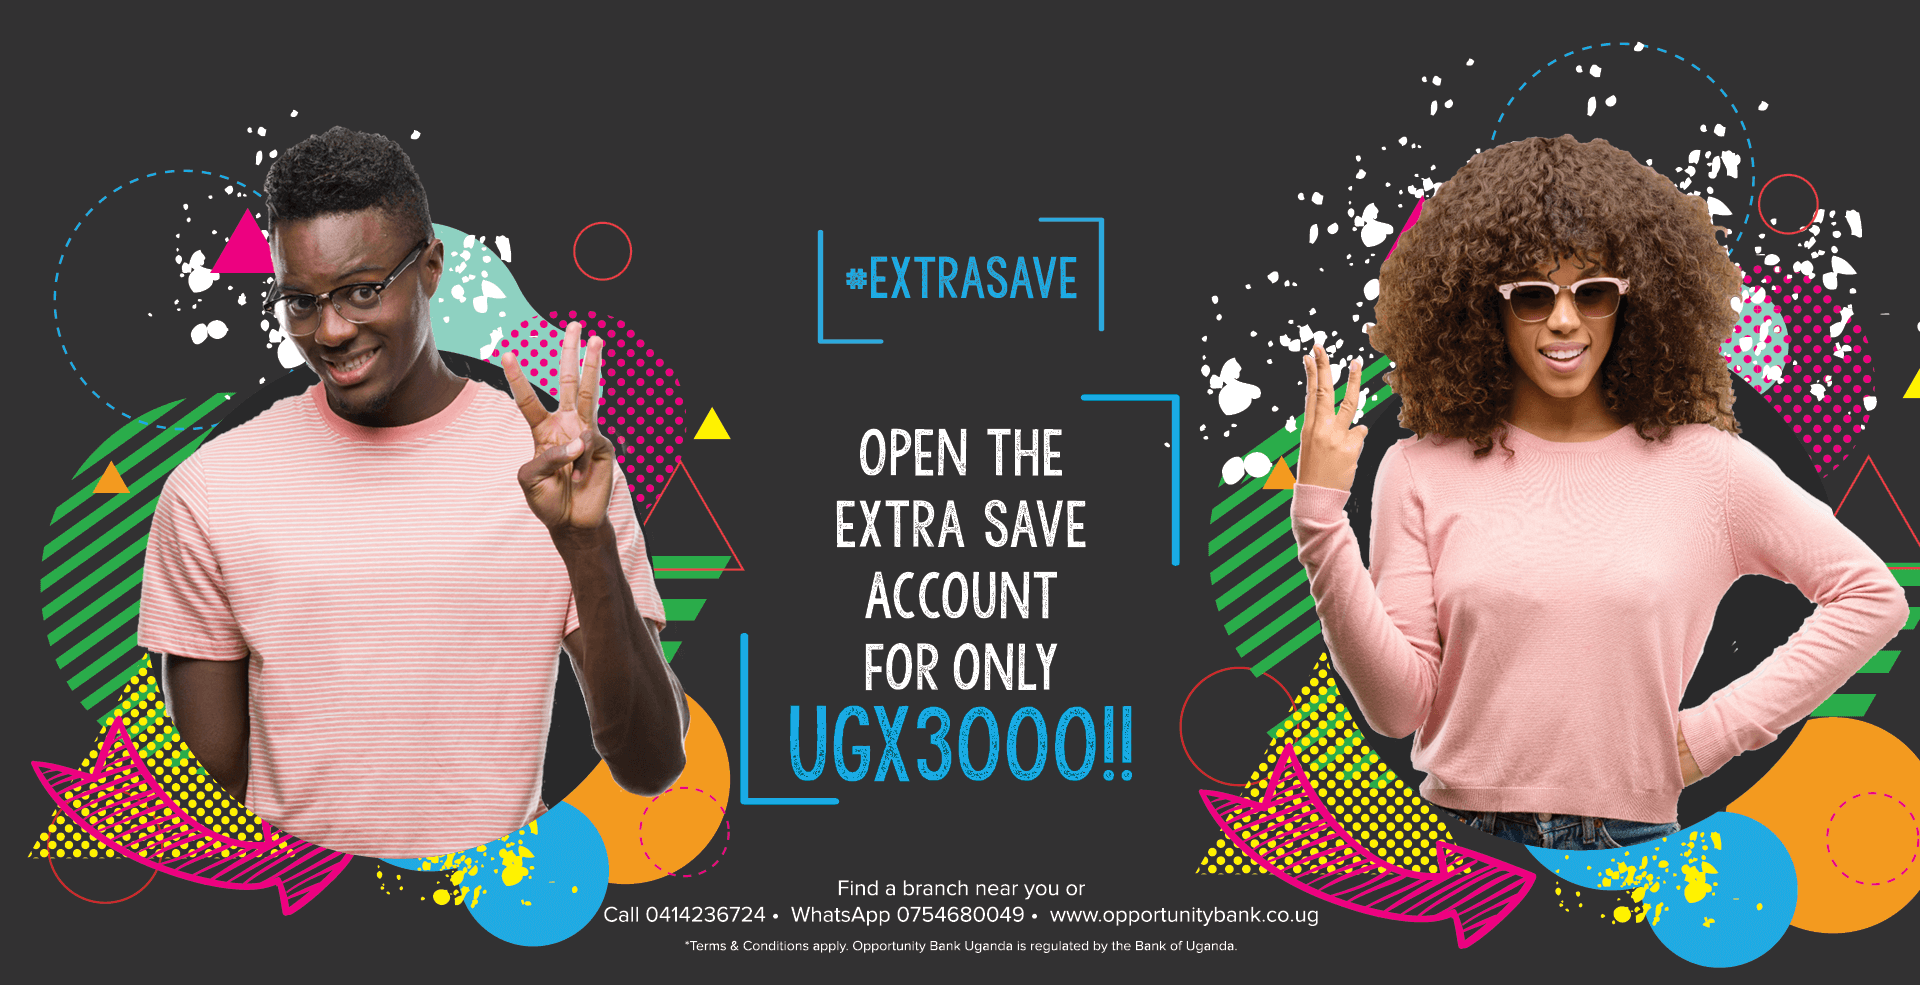 #EXTRASAVE
OPEN THE
EXTRA SAVE
ACCOUNT
FOR ONLY
UGX3000!!
Find a branch near you or
Call 0414236724 • WhatsApp 0754680049 • www.opportunitybank.co.ug
*Terms & Conditions apply. Opportunity Bank Uganda is regulated by the Bank of Uganda.